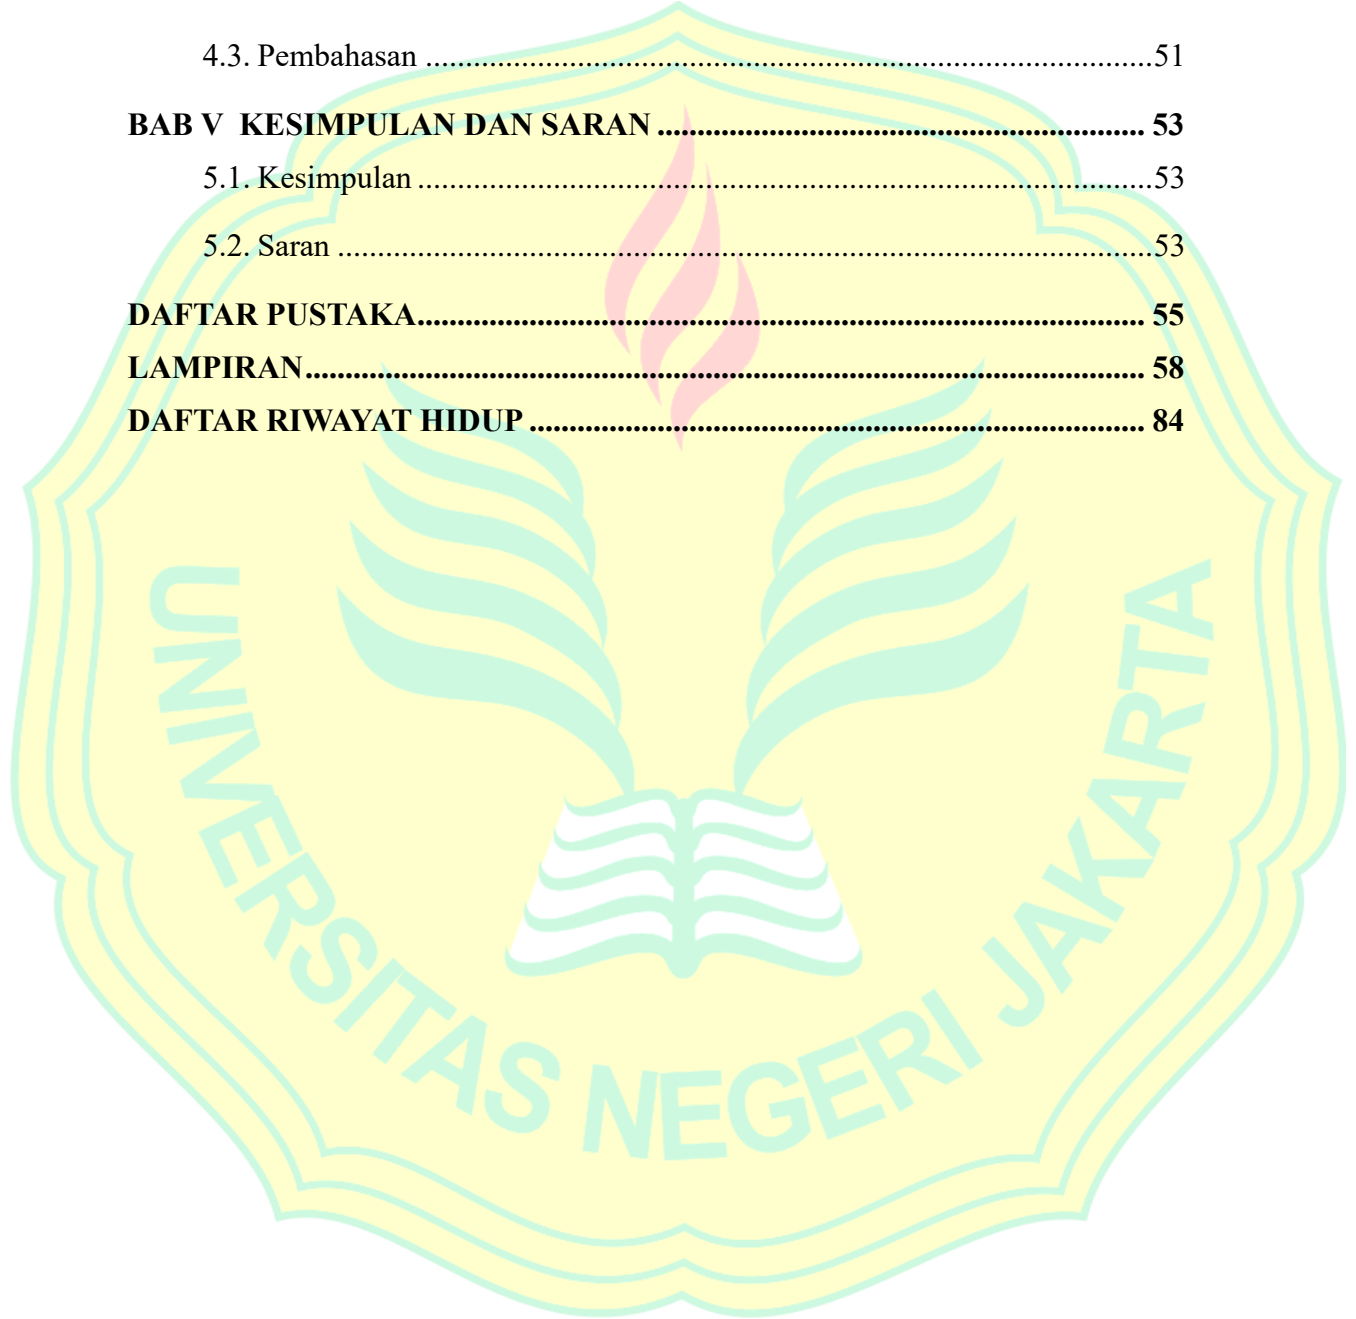 4.3. Pembahasan ........................................................................................... 51
BAB V  KESIMPULAN DAN SARAN ............................................................. 53
5.1. Kesimpulan ............................................................................................ 53
5.2. Saran ...................................................................................................... 53
DAFTAR PUSTAKA........................................................................................... 55
LAMPIRAN......................................................................................................... 58
DAFTAR RIWAYAT HIDUP ............................................................................. 84
UNIVERSITAS NEGERI JAKARTA